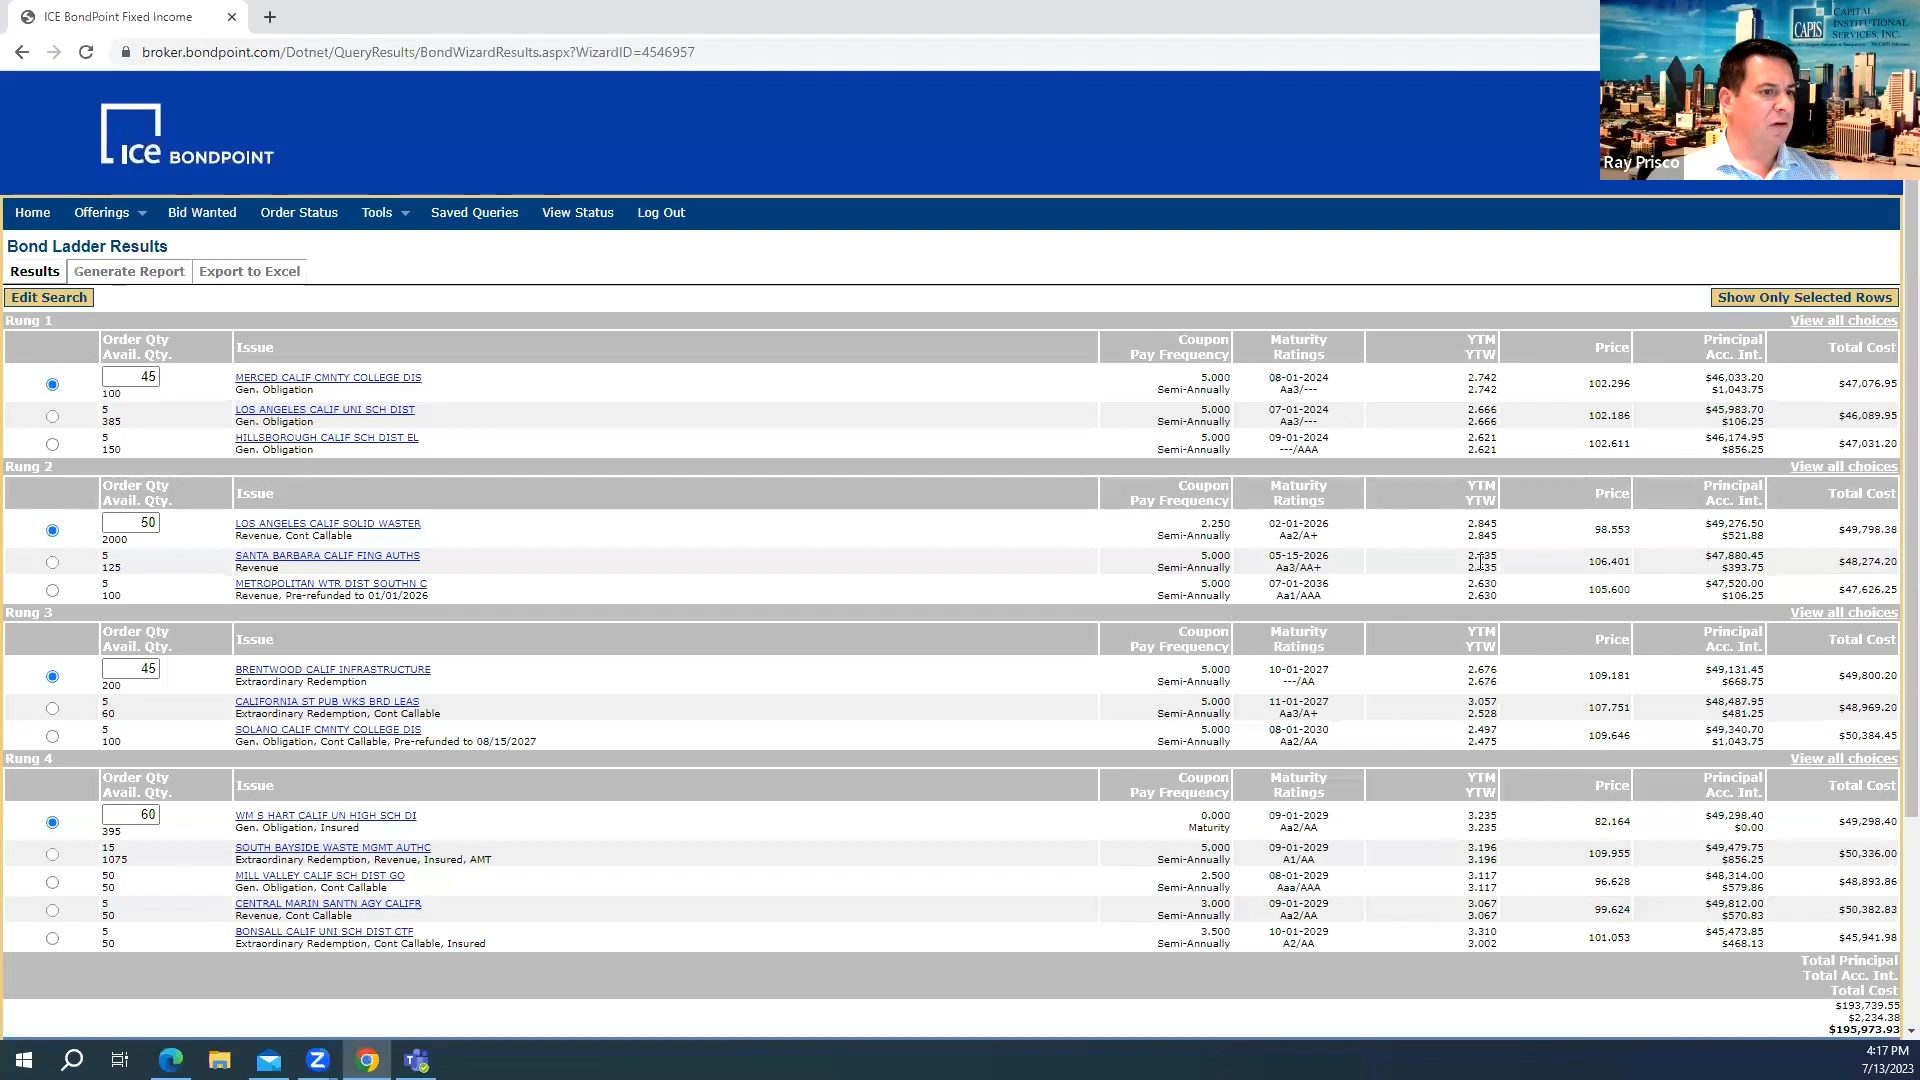 ICE BondPoint Fixed Income
broker.bondpoint.com/Dotnet/QueryResults/BondWizardResults.aspx?WizardID=4546957
CAPIS
CAPITAL
INSTITUTIONAL
SERVICES, INC.
Ray Prisco
ICE BONDPOINT
Home Offerings Bid Wanted Order Status Tools Saved Queries View Status Log Out
Bond Ladder Results
Results Generate Report Export to Excel
Edit Search Show Only Selected Rows
Rung 1 View all choices
Order Qty Coupon Maturity YTM Principal
Avail. Qty. Issue Pay Frequency Ratings YTW Price Acc. Int. Total Cost
45 MERCED CALIF CMNTY COLLEGE DIS 5.000 08-01-2024 2.742 102.296 $46,033.20 $47,076.95
100 Gen. Obligation Semi-Annually Aa3/--- 2.742 $1,043.75
5 LOS ANGELES CALIF UNI SCH DIST 5.000 07-01-2024 2.666 102.186 $45,983.70 $46,089.95
385 Gen. Obligation Semi-Annually Aa3/--- 2.666 $106.25
5 HILLSBOROUGH CALIF SCH DIST EL 5.000 09-01-2024 2.621 102.611 $46,174.95 $47,031.20
150 Gen. Obligation Semi-Annually ---/AAA 2.621 $856.25
Rung 2 View all choices
Order Qty Coupon Maturity YTM Principal
Avail. Qty. Issue Pay Frequency Ratings YTW Price Acc. Int. Total Cost
50 LOS ANGELES CALIF SOLID WASTER 2.250 02-01-2026 2.845 98.553 $49,276.50 $49,798.38
2000 Revenue, Cont Callable Semi-Annually Aa2/A+ 2.845 $521.88
5 SANTA BARBARA CALIF FING AUTHS 5.000 05-15-2026 106.401 $47,880.45 $48,274.20
125 Revenue Semi-Annually Aa3/AA+ $393.75
5 METROPOLITAN WTR DIST SOUTHN C 5.000 07-01-2036 2.630 105.600 $47,520.00 $47,626.25
100 Revenue, Pre-refunded to 01/01/2026 Semi-Annually Aa1/AAA 2.630 $106.25
Rung 3 View all choices
Order Qty Coupon Maturity YTM Principal
Avail. Qty. Issue Pay Frequency Ratings YTW Price Acc. Int. Total Cost
45 BRENTWOOD CALIF INFRASTRUCTURE 5.000 10-01-2027 2.676 109.181 $49,131.45 $49,800.20
200 Extraordinary Redemption Semi-Annually ---/AA 2.676 $668.75
5 CALIFORNIA ST PUB WKS BRD LEAS 5.000 11-01-2027 3.057 107.751 $48,487.95 $48,969.20
60 Extraordinary Redemption, Cont Callable Semi-Annually Aa3/A+ 2.528 $481.25
5 SOLANO CALIF CMNTY COLLEGE DIS 5.000 08-01-2030 2.497 109.646 $49,340.70 $50,384.45
100 Gen. Obligation, Cont Callable, Pre-refunded to 08/15/2027 Semi-Annually Aa2/AA 2.475 $1,043.75
Rung 4 View all choices
Order Qty Coupon Maturity YTM Principal
Avail. Qty. Issue Pay Frequency Ratings YTW Price Acc. Int. Total Cost
60 WM S HART CALIF UN HIGH SCH DI 0.000 09-01-2029 3.235 82.164 $49,298.40 $49,298.40
395 Gen. Obligation, Insured Maturity Aa2/AA 3.235 $0.00
15 SOUTH BAYSIDE WASTE MGMT AUTHC 5.000 09-01-2029 3.196 109.955 $49,479.75 $50,336.00
1075 Extraordinary Redemption, Revenue, Insured, AMT Semi-Annually A1/AA 3.196 $856.25
50 MILL VALLEY CALIF SCH DIST GO 2.500 08-01-2029 3.117 96.628 $48,314.00 $48,893.86
50 Gen. Obligation, Cont Callable Semi-Annually Aaa/AAA 3.117 $579.86
5 CENTRAL MARIN SANTN AGY CALIFR 3.000 09-01-2029 3.067 99.624 $49,812.00 $50,382.83
50 Revenue, Cont Callable Semi-Annually Aa2/AA 3.067 $570.83
5 BONSALL CALIF UNI SCH DIST CTF 3.500 10-01-2029 3.310 101.053 $45,473.85 $45,941.98
50 Extraordinary Redemption, Cont Callable, Insured Semi-Annually A2/AA 3.002 $468.13
Total Principal
Total Acc. Int.
Total Cost
$193,739.55
$2,234.38
$195,973.93
4:17 PM
7/13/2023